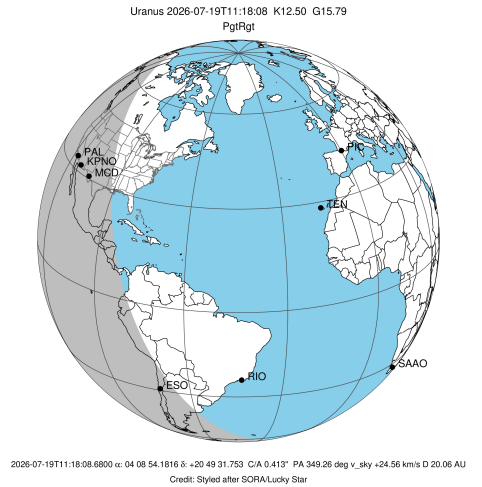 Uranus 2026-07-19T11:18:08 K12.50 G15.79
PgtRgt
PAL
KPNO
MCD
PIC
TEN
SAAO
RIO
ESO
2026-07-19T11:18:08.6800 α: 04 08 54.1816 δ: +20 49 31.753 C/A 0.413" PA 349.26 deg v_sky +24.56 km/s D 20.06 AU
Credit: Styled after SORA/Lucky Star